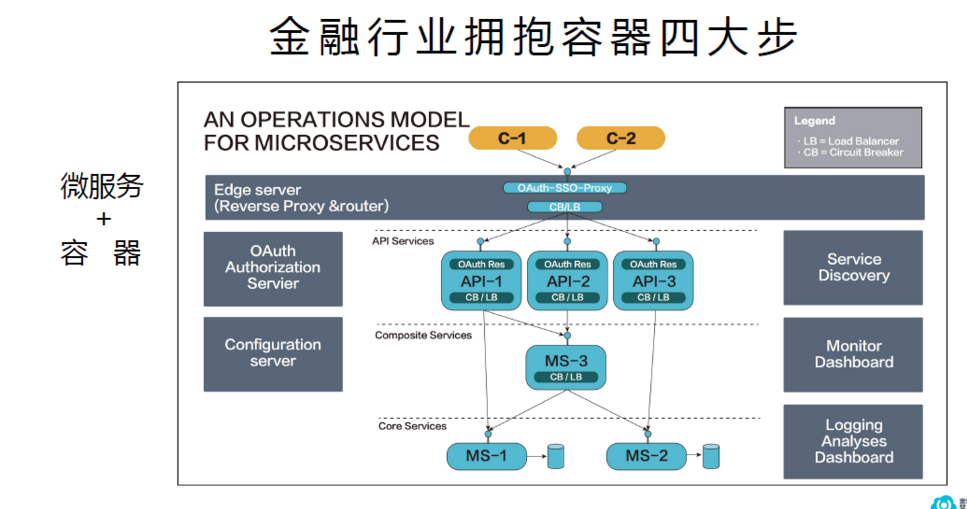 金融行业拥抱容器四大步
微服务
+
容 器
AN OPERATIONS MODEL
FOR MICROSERVICES
C-1
C-2
Legend
· LB = Load Balancer
· CB = Circuit Breaker
Edge server
(Reverse Proxy &router)
OAuth-SSO-Proxy
CB/LB
OAuth
Authorization
Servier
API Services
OAuth Res
API-1
CB / LB
OAuth Res
API-2
CB / LB
OAuth Res
API-3
CB / LB
Service
Discovery
Configuration
server
Composite Services
MS-3
CB / LB
Monitor
Dashboard
Core Services
MS-1
MS-2
Logging
Analyses
Dashboard